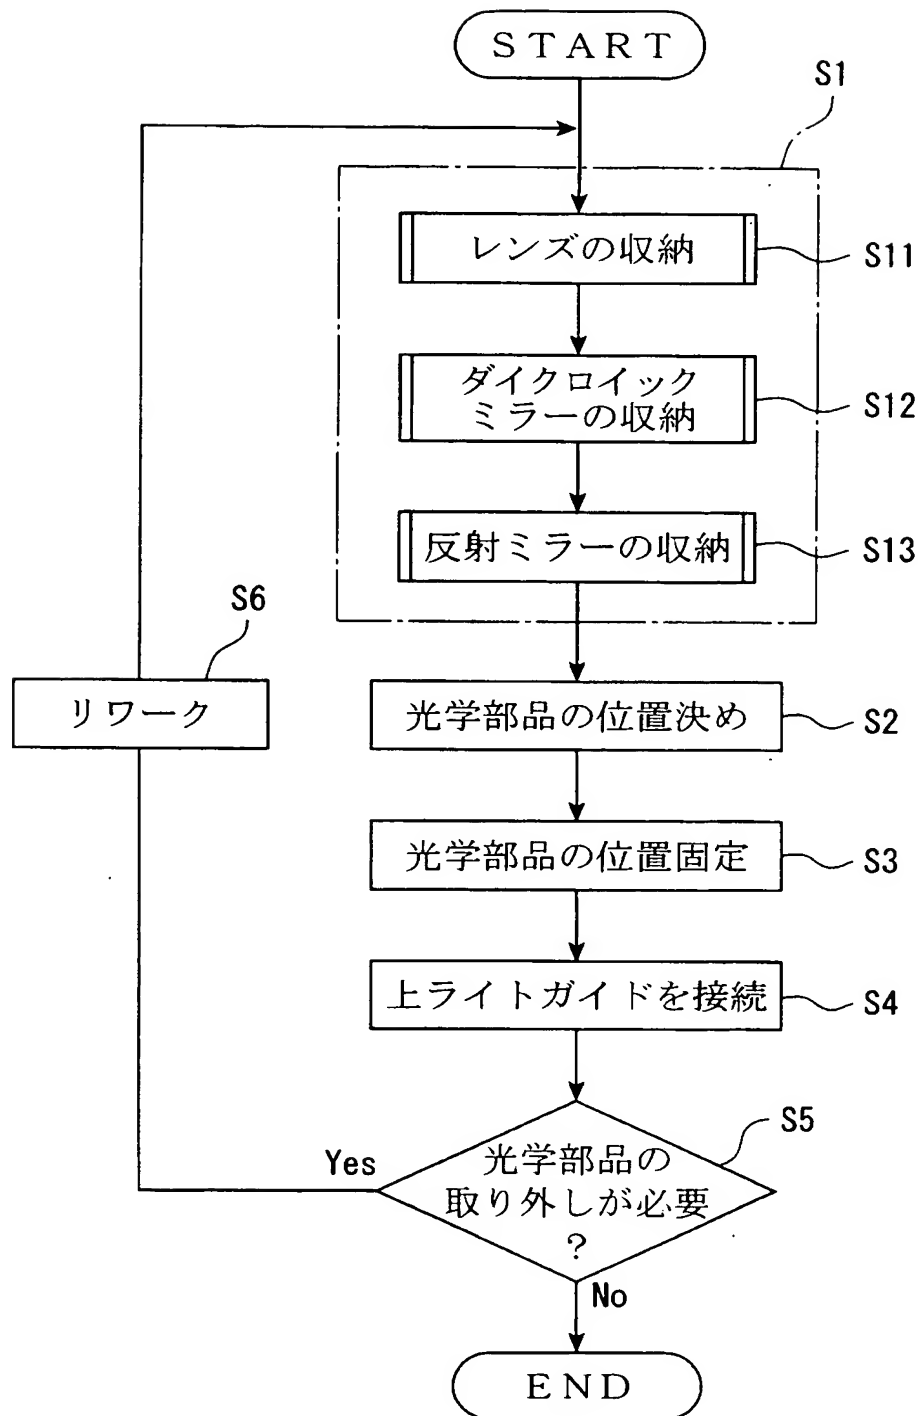 START
S1
レンズの収納
S11
ダイクロイック
ミラーの収納
S12
反射ミラーの収納
S13
S6
リワーク
光学部品の位置決め
S2
光学部品の位置固定
S3
上ライトガイドを接続
S4
S5
Yes
光学部品の
取り外しが必要
?
No
END